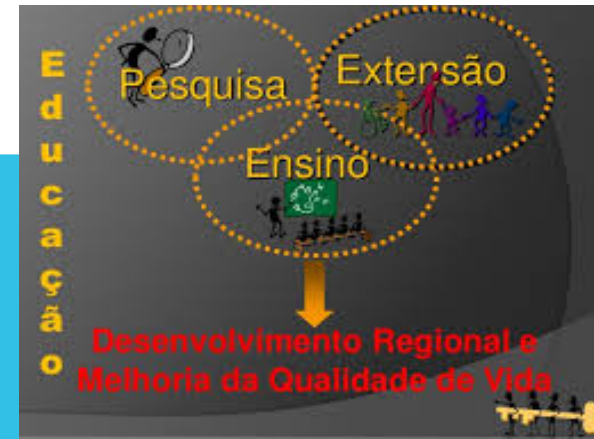 Educação
Pesquisa
Extensão
Ensino
Desenvolvimento Regional e
Melhoria da Qualidade de Vida